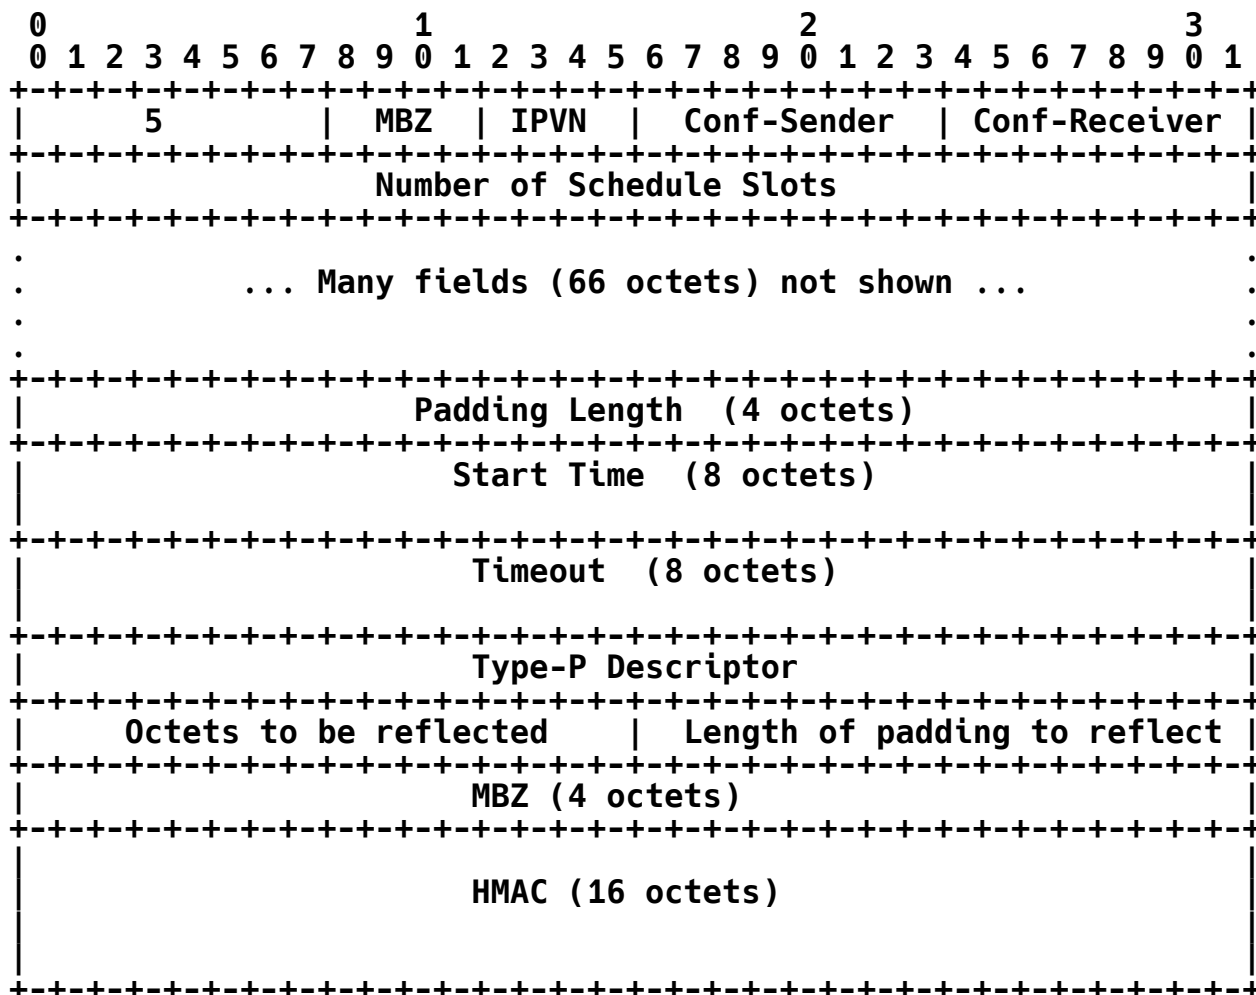 0                   1                   2                   3
0 1 2 3 4 5 6 7 8 9 0 1 2 3 4 5 6 7 8 9 0 1 2 3 4 5 6 7 8 9 0 1
+-+-+-+-+-+-+-+-+-+-+-+-+-+-+-+-+-+-+-+-+-+-+-+-+-+-+-+-+-+-+-+-+
|      5        |  MBZ  | IPVN  |  Conf-Sender  | Conf-Receiver |
+-+-+-+-+-+-+-+-+-+-+-+-+-+-+-+-+-+-+-+-+-+-+-+-+-+-+-+-+-+-+-+-+
|                  Number of Schedule Slots                     |
+-+-+-+-+-+-+-+-+-+-+-+-+-+-+-+-+-+-+-+-+-+-+-+-+-+-+-+-+-+-+-+-+
.                                                               .
.           ... Many fields (66 octets) not shown ...           .
.                                                               .
.                                                               .
+-+-+-+-+-+-+-+-+-+-+-+-+-+-+-+-+-+-+-+-+-+-+-+-+-+-+-+-+-+-+-+-+
|                    Padding Length  (4 octets)                 |
+-+-+-+-+-+-+-+-+-+-+-+-+-+-+-+-+-+-+-+-+-+-+-+-+-+-+-+-+-+-+-+-+
|                      Start Time  (8 octets)                   |
|                                                               |
+-+-+-+-+-+-+-+-+-+-+-+-+-+-+-+-+-+-+-+-+-+-+-+-+-+-+-+-+-+-+-+-+
|                       Timeout  (8 octets)                     |
|                                                               |
+-+-+-+-+-+-+-+-+-+-+-+-+-+-+-+-+-+-+-+-+-+-+-+-+-+-+-+-+-+-+-+-+
|                       Type-P Descriptor                       |
+-+-+-+-+-+-+-+-+-+-+-+-+-+-+-+-+-+-+-+-+-+-+-+-+-+-+-+-+-+-+-+-+
|     Octets to be reflected    |  Length of padding to reflect |
+-+-+-+-+-+-+-+-+-+-+-+-+-+-+-+-+-+-+-+-+-+-+-+-+-+-+-+-+-+-+-+-+
|                       MBZ (4 octets)                          |
+-+-+-+-+-+-+-+-+-+-+-+-+-+-+-+-+-+-+-+-+-+-+-+-+-+-+-+-+-+-+-+-+
|                                                               |
|                       HMAC (16 octets)                        |
|                                                               |
|                                                               |
+-+-+-+-+-+-+-+-+-+-+-+-+-+-+-+-+-+-+-+-+-+-+-+-+-+-+-+-+-+-+-+-+